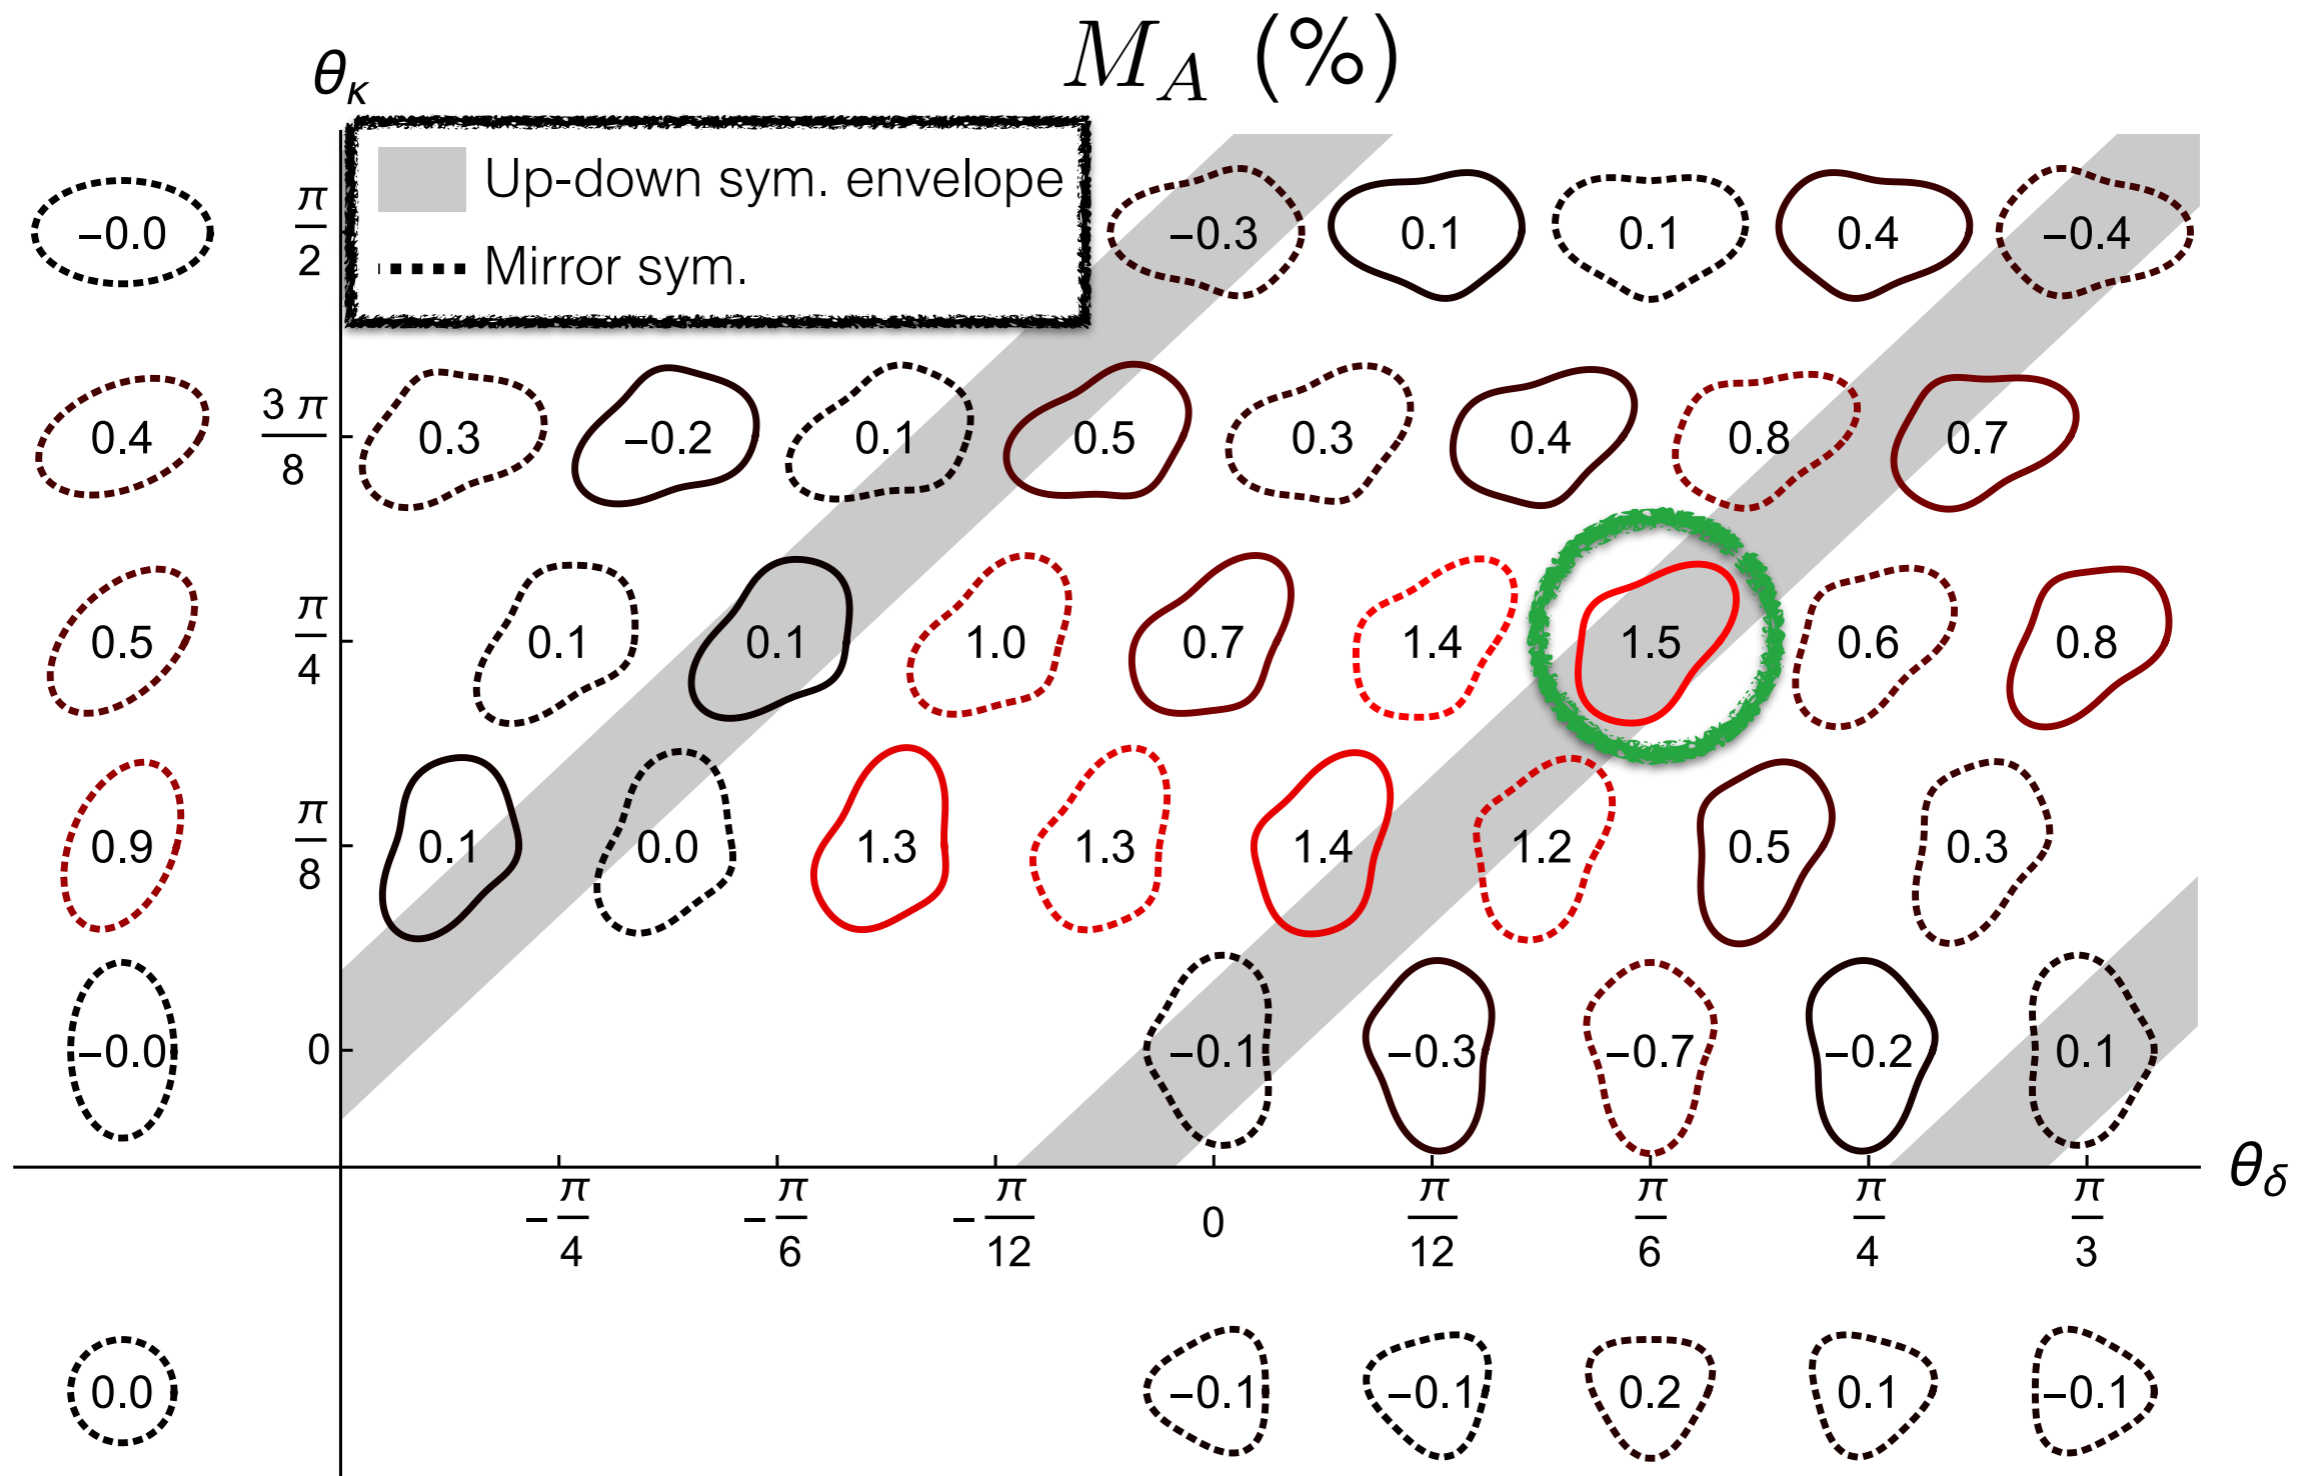 M_A (%)
θ_κ
Up-down sym. envelope
Mirror sym.
−0.0 π/2 −0.3 0.1 0.1 0.4 −0.4
0.4 3 π/8 0.3 −0.2 0.1 0.5 0.3 0.4 0.8 0.7
0.5 π/4 0.1 0.1 1.0 0.7 1.4 1.5 0.6 0.8
0.9 π/8 0.1 0.0 1.3 1.3 1.4 1.2 0.5 0.3
−0.0 0 −0.1 −0.3 −0.7 −0.2 0.1
−π/4 −π/6 −π/12 0 π/12 π/6 π/4 π/3 θ_δ
0.0 −0.1 −0.1 0.2 0.1 −0.1